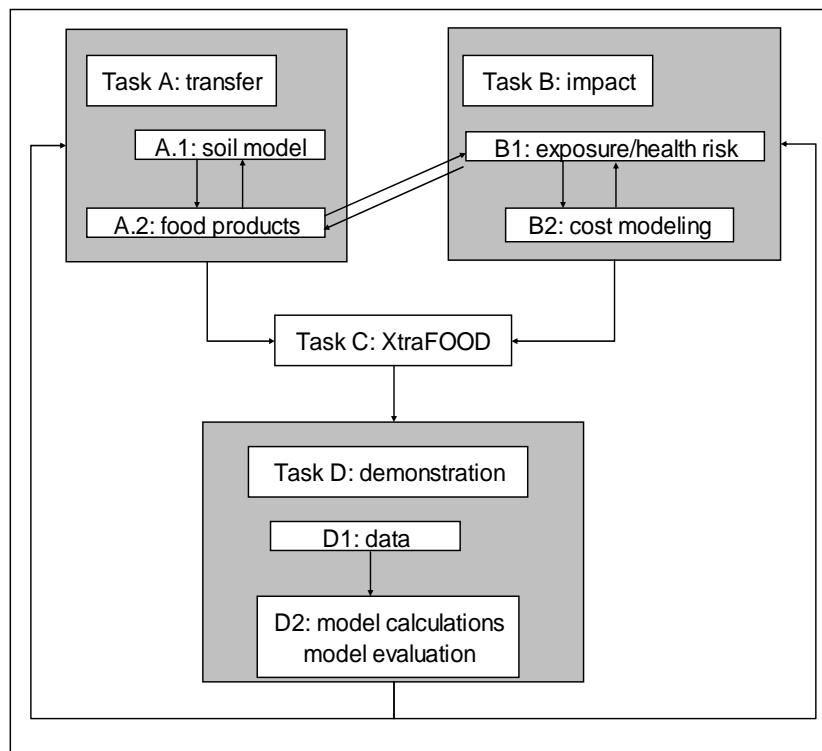 Task A: transfer
A.1: soil model
A.2: food products
Task B: impact
B1: exposure/health risk
B2: cost modeling
Task C: XtraFOOD
Task D: demonstration
D1: data
D2: model calculations
model evaluation